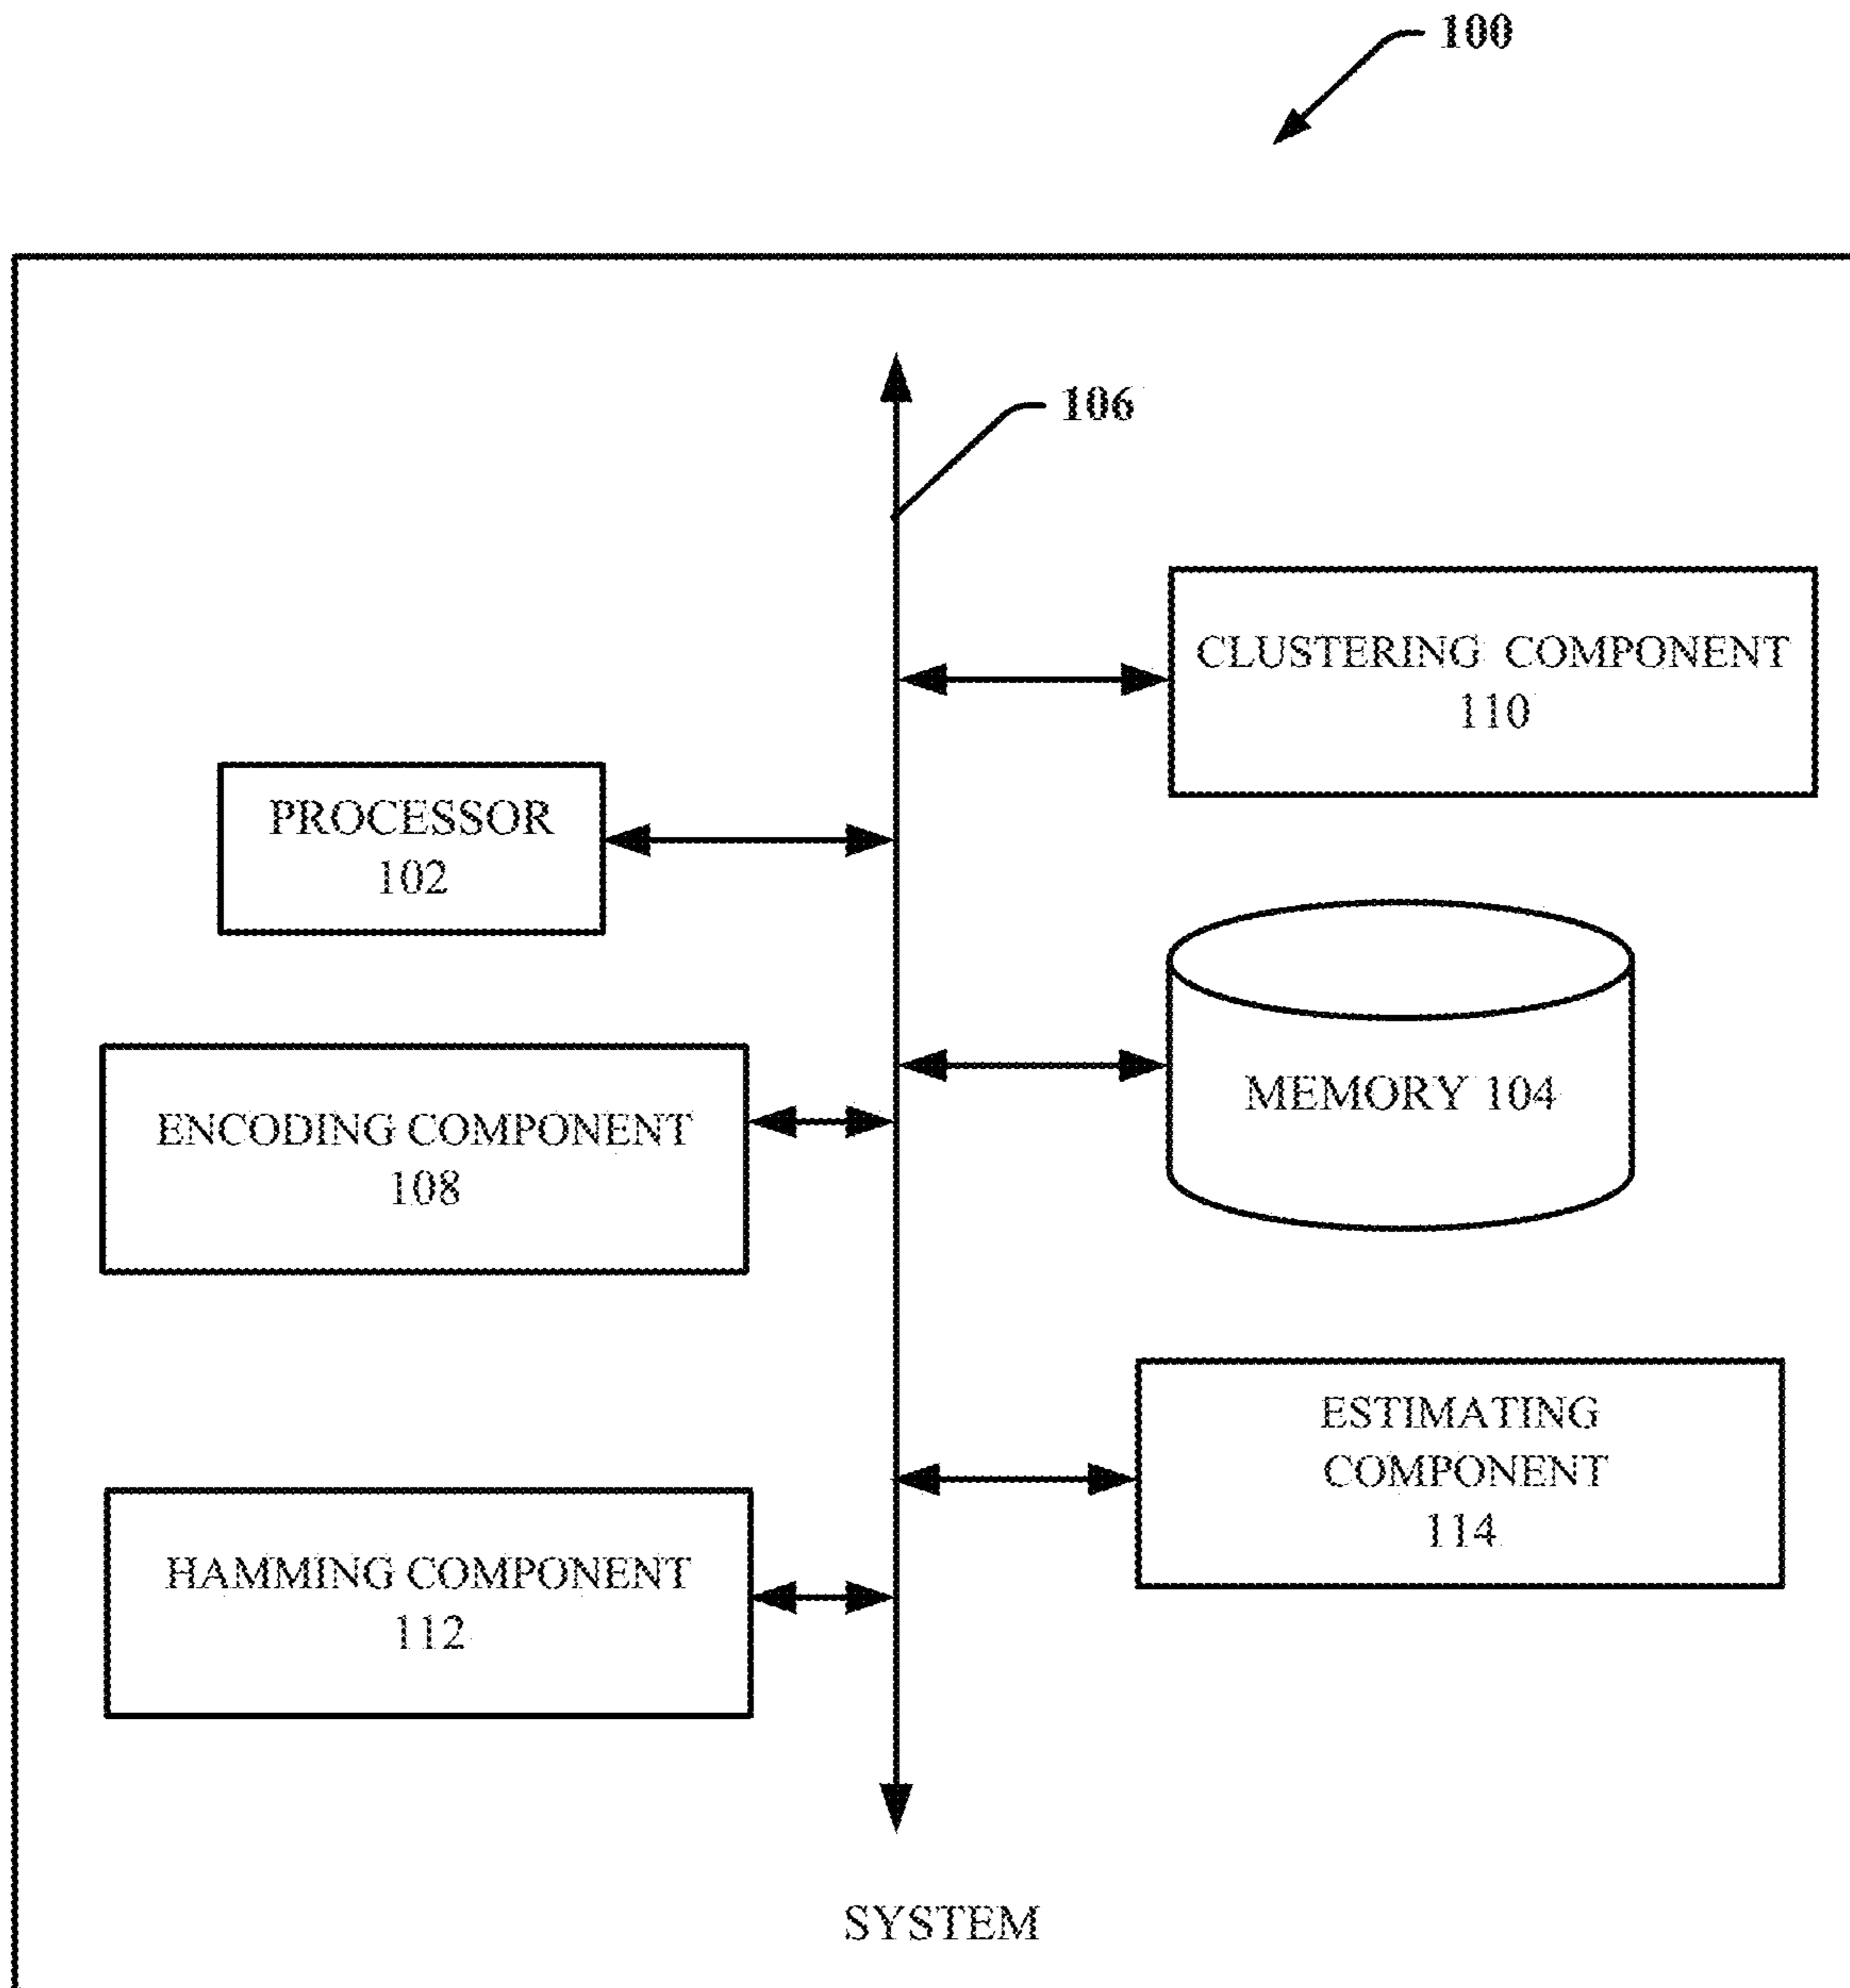 100
106
CLUSTERING COMPONENT
110
PROCESSOR
102
MEMORY 104
ENCODING COMPONENT
108
ESTIMATING
COMPONENT
114
HAMMING COMPONENT
112
SYSTEM